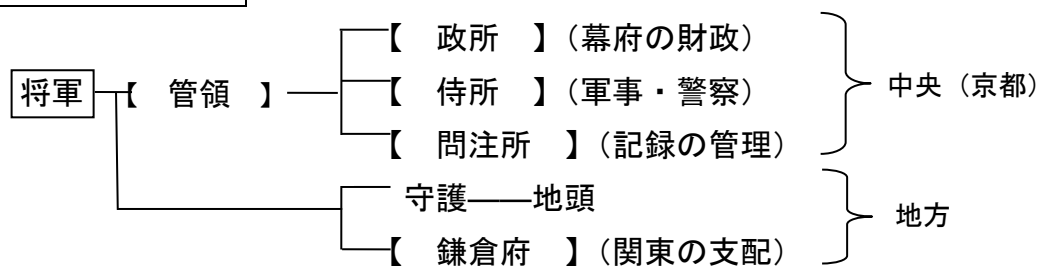 【 政所 】(幕府の財政)
将軍 【 管領 】 【 侍所 】(軍事・警察) 中央(京都)
【 問注所 】(記録の管理)
守護――地頭
地方
【 鎌倉府 】(関東の支配)